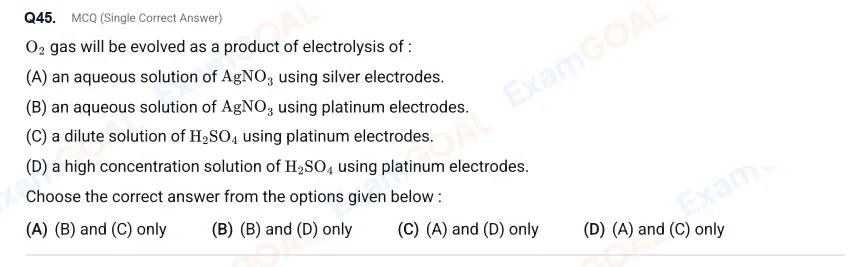 Q45. MCQ (Single Correct Answer)
O₂ gas will be evolved as a product of electrolysis of :
(A) an aqueous solution of AgNO₃ using silver electrodes.
(B) an aqueous solution of AgNO₃ using platinum electrodes.
(C) a dilute solution of H₂SO₄ using platinum electrodes.
(D) a high concentration solution of H₂SO₄ using platinum electrodes.
Choose the correct answer from the options given below :
(A) (B) and (C) only (B) (B) and (D) only (C) (A) and (D) only (D) (A) and (C) only
ExamGOAL